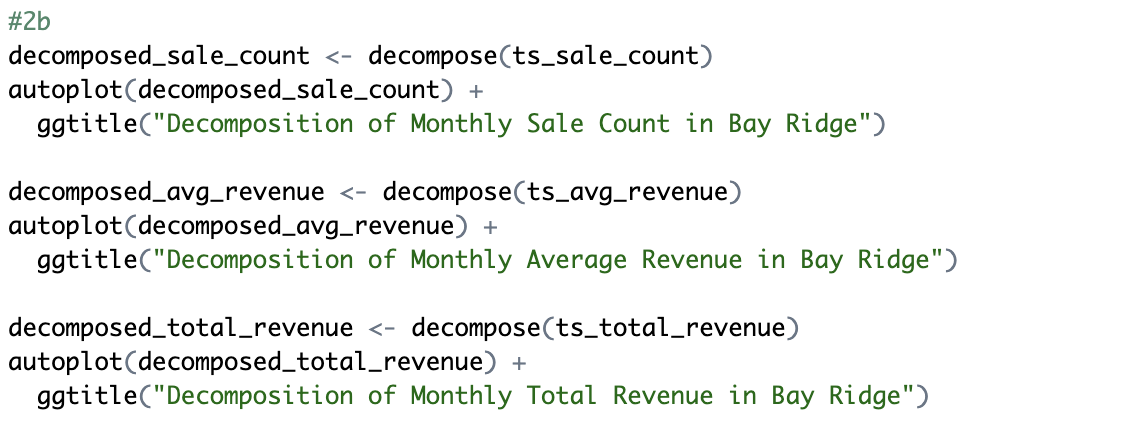 #2b
decomposed_sale_count <- decompose(ts_sale_count)
autoplot(decomposed_sale_count) +
  ggtitle("Decomposition of Monthly Sale Count in Bay Ridge")

decomposed_avg_revenue <- decompose(ts_avg_revenue)
autoplot(decomposed_avg_revenue) +
  ggtitle("Decomposition of Monthly Average Revenue in Bay Ridge")

decomposed_total_revenue <- decompose(ts_total_revenue)
autoplot(decomposed_total_revenue) +
  ggtitle("Decomposition of Monthly Total Revenue in Bay Ridge")